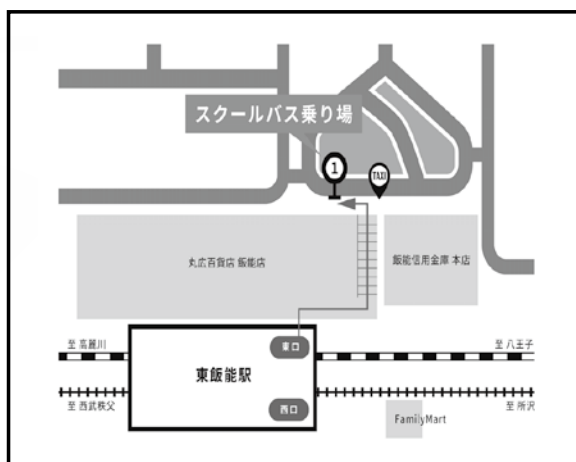 スクールバス乗り場
1
TAXI
丸広百貨店 飯能店
飯能信用金庫 本店
至 高麗川
東口
至 八王子
東飯能駅
至 西武秩父
西口
至 所沢
FamilyMart